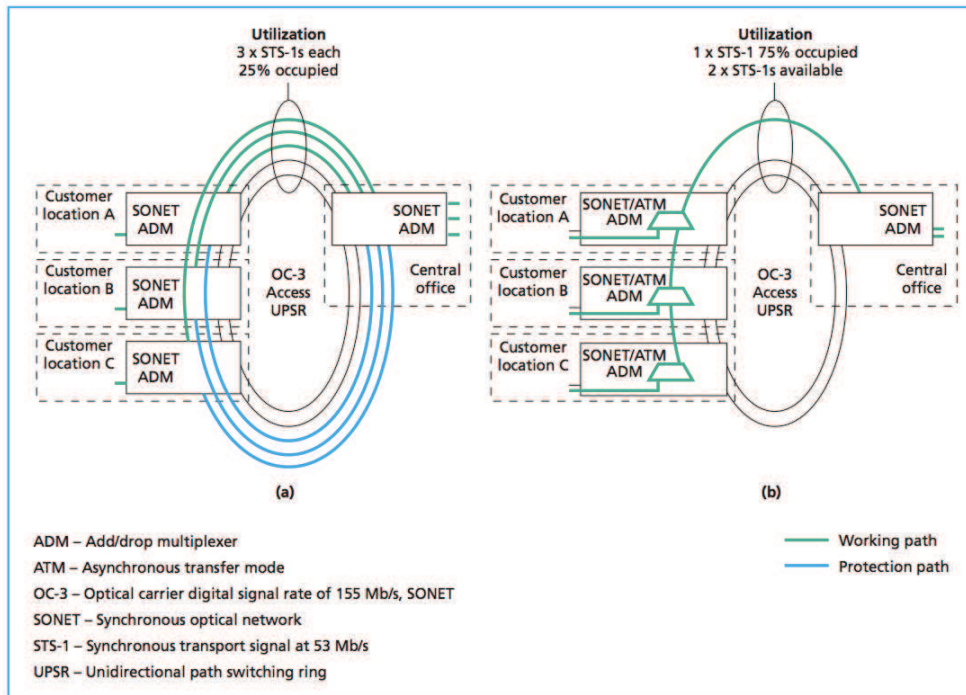 Utilization
3 x STS-1s each
25% occupied
Customer
location A
SONET
ADM
SONET
ADM
Customer
location B
SONET
ADM
OC-3
Access
UPSR
Central
office
Customer
location C
SONET
ADM
(a)
Utilization
1 x STS-1 75% occupied
2 x STS-1s available
Customer
location A
SONET/ATM
ADM
SONET
ADM
Customer
location B
SONET/ATM
ADM
OC-3
Access
UPSR
Central
office
Customer
location C
SONET/ATM
ADM
(b)
ADM – Add/drop multiplexer
ATM – Asynchronous transfer mode
OC-3 – Optical carrier digital signal rate of 155 Mb/s, SONET
SONET – Synchronous optical network
STS-1 – Synchronous transport signal at 53 Mb/s
UPSR – Unidirectional path switching ring
Working path
Protection path